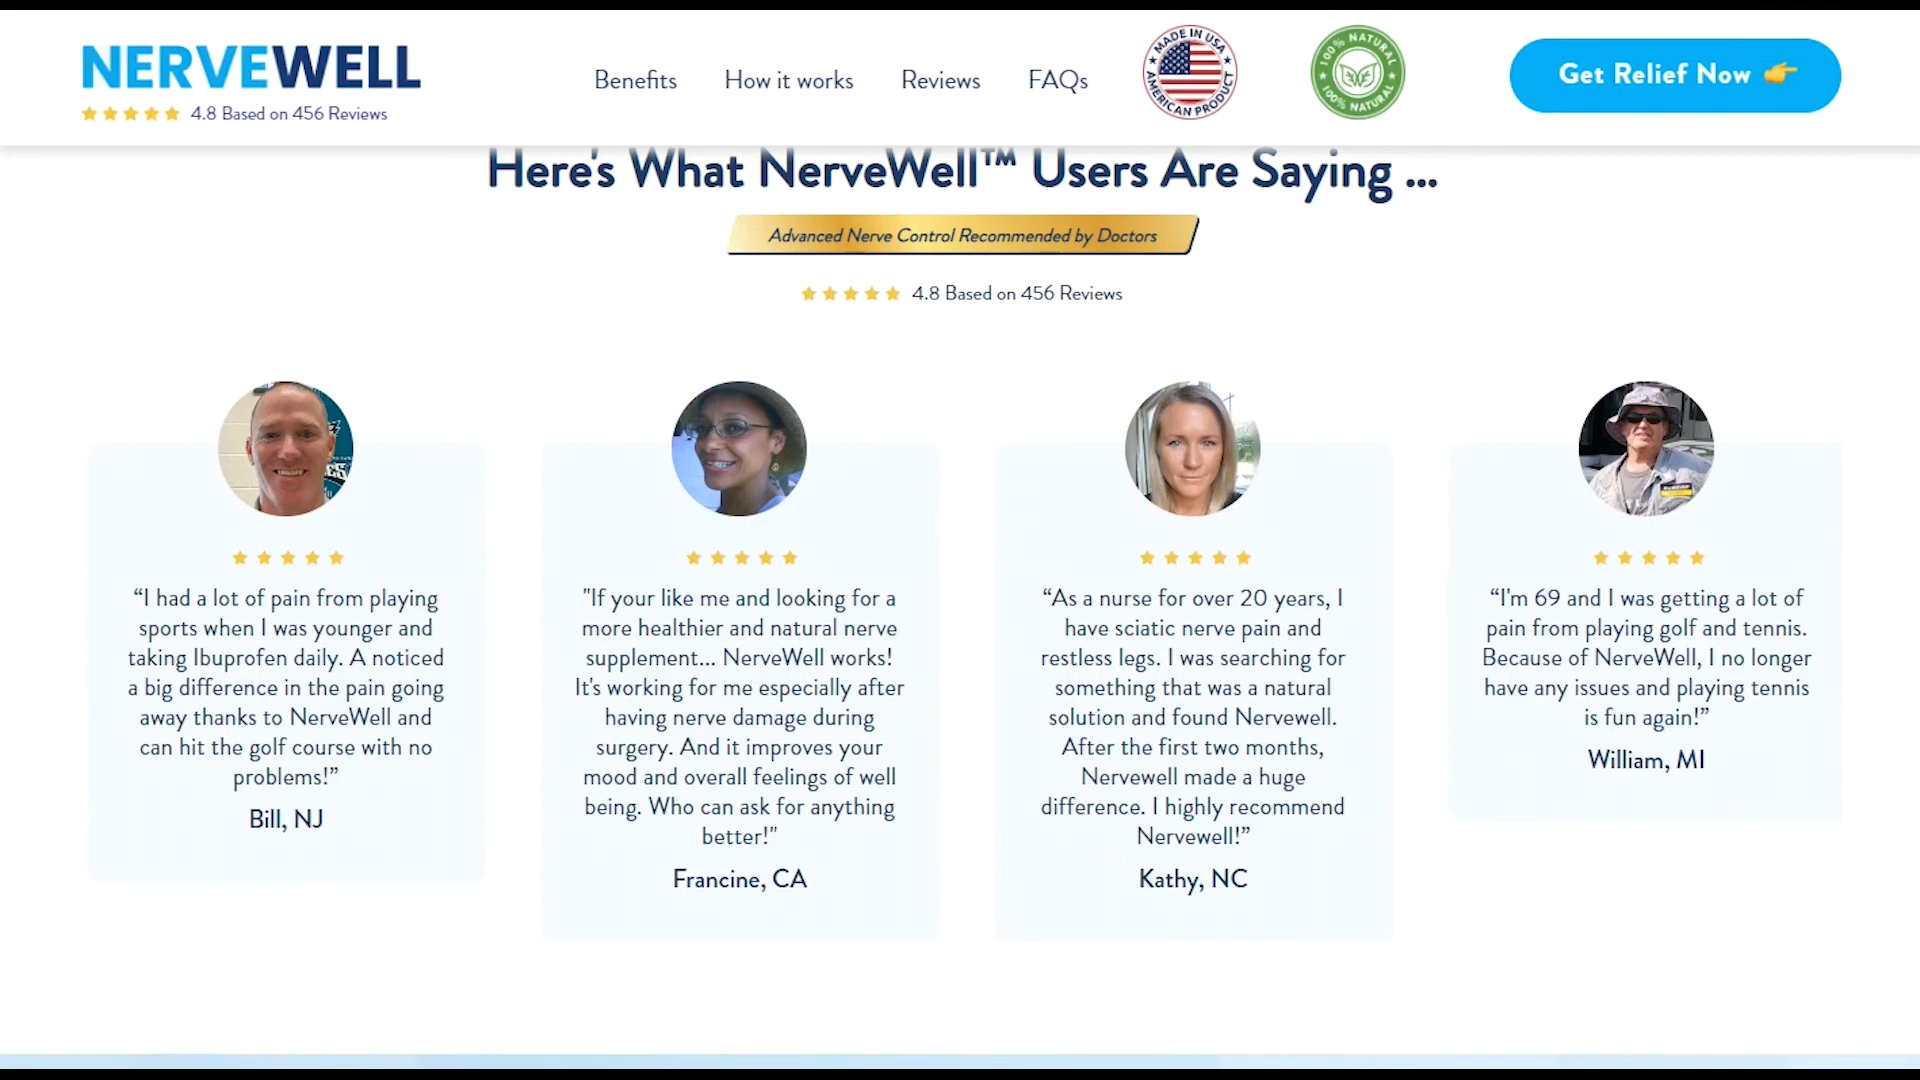 NERVEWELL
4.8 Based on 456 Reviews
Benefits
How it works
Reviews
FAQs
MADE IN USA
AMERICAN PRODUCT
100% NATURAL
100% NATURAL
Get Relief Now
Here's What NerveWell™ Users Are Saying ...
Advanced Nerve Control Recommended by Doctors
4.8 Based on 456 Reviews
“I had a lot of pain from playing
sports when I was younger and
taking Ibuprofen daily. A noticed
a big difference in the pain going
away thanks to NerveWell and
can hit the golf course with no
problems!”
Bill, NJ
"If your like me and looking for a
more healthier and natural nerve
supplement... NerveWell works!
It's working for me especially after
having nerve damage during
surgery. And it improves your
mood and overall feelings of well
being. Who can ask for anything
better!"
Francine, CA
“As a nurse for over 20 years, I
have sciatic nerve pain and
restless legs. I was searching for
something that was a natural
solution and found Nervewell.
After the first two months,
Nervewell made a huge
difference. I highly recommend
Nervewell!”
Kathy, NC
“I'm 69 and I was getting a lot of
pain from playing golf and tennis.
Because of NerveWell, I no longer
have any issues and playing tennis
is fun again!”
William, MI